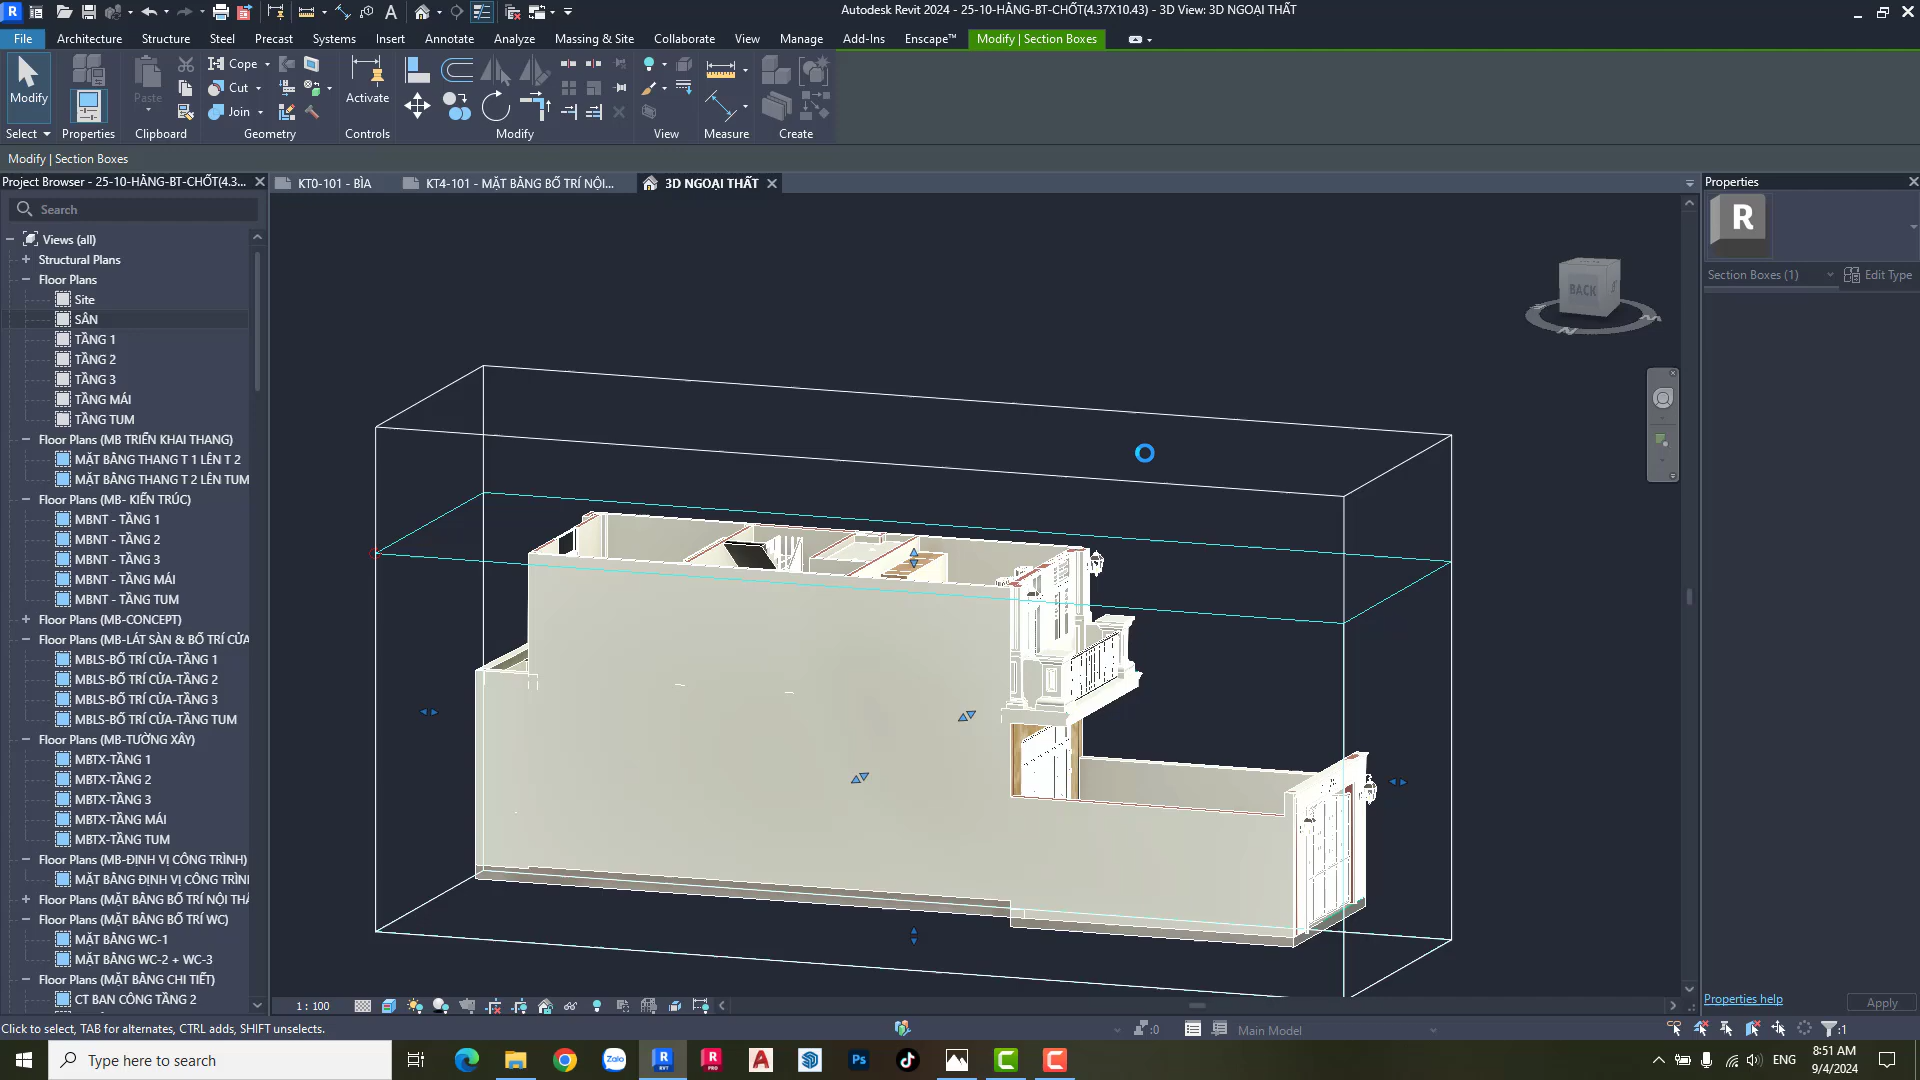 Autodesk Revit 2024 - 25-10-HẰNG-BT-CHỐT(4.37X10.43) - 3D View: 3D NGOẠI THẤT
File Architecture Structure Steel Precast Systems Insert Annotate Analyze Massing & Site Collaborate View Manage Add-Ins Enscape™ Modify | Section Boxes
Cope
Cut
Join
Modify
Paste
Activate
Select Properties Clipboard Geometry Controls Modify View Measure Create
Modify | Section Boxes
Project Browser - 25-10-HẰNG-BT-CHỐT(4.3...
KT0-101 - BÌA
KT4-101 - MẶT BẰNG BỐ TRÍ NỘI...
3D NGOẠI THẤT
Properties
Search
R
Section Boxes (1)
Edit Type
Views (all)
Structural Plans
Floor Plans
Site
SÂN
TẦNG 1
TẦNG 2
TẦNG 3
TẦNG MÁI
TẦNG TUM
Floor Plans (MB TRIỂN KHAI THANG)
MẶT BẰNG THANG T 1 LÊN T 2
MẶT BẰNG THANG T 2 LÊN TUM
Floor Plans (MB- KIẾN TRÚC)
MBNT - TẦNG 1
MBNT - TẦNG 2
MBNT - TẦNG 3
MBNT - TẦNG MÁI
MBNT - TẦNG TUM
Floor Plans (MB-CONCEPT)
Floor Plans (MB-LÁT SÀN & BỐ TRÍ CỬA
MBLS-BỐ TRÍ CỬA-TẦNG 1
MBLS-BỐ TRÍ CỬA-TẦNG 2
MBLS-BỐ TRÍ CỬA-TẦNG 3
MBLS-BỐ TRÍ CỬA-TẦNG TUM
Floor Plans (MB-TƯỜNG XÂY)
MBTX-TẦNG 1
MBTX-TẦNG 2
MBTX-TẦNG 3
MBTX-TẦNG MÁI
MBTX-TẦNG TUM
Floor Plans (MB-ĐỊNH VỊ CÔNG TRÌNH)
MẶT BẰNG ĐỊNH VỊ CÔNG TRÌNH
Floor Plans (MẶT BẰNG BỐ TRÍ NỘI THẤ
Floor Plans (MẶT BẰNG BỐ TRÍ WC)
MẶT BẰNG WC-1
MẶT BẰNG WC-2 + WC-3
Floor Plans (MẶT BẰNG CHI TIẾT)
CT BAN CÔNG TẦNG 2
BACK
1 : 100
Properties help
Apply
Click to select, TAB for alternates, CTRL adds, SHIFT unselects.
:0
Main Model
:1
Type here to search
Zalo
Ps
ENG
8:51 AM
9/4/2024